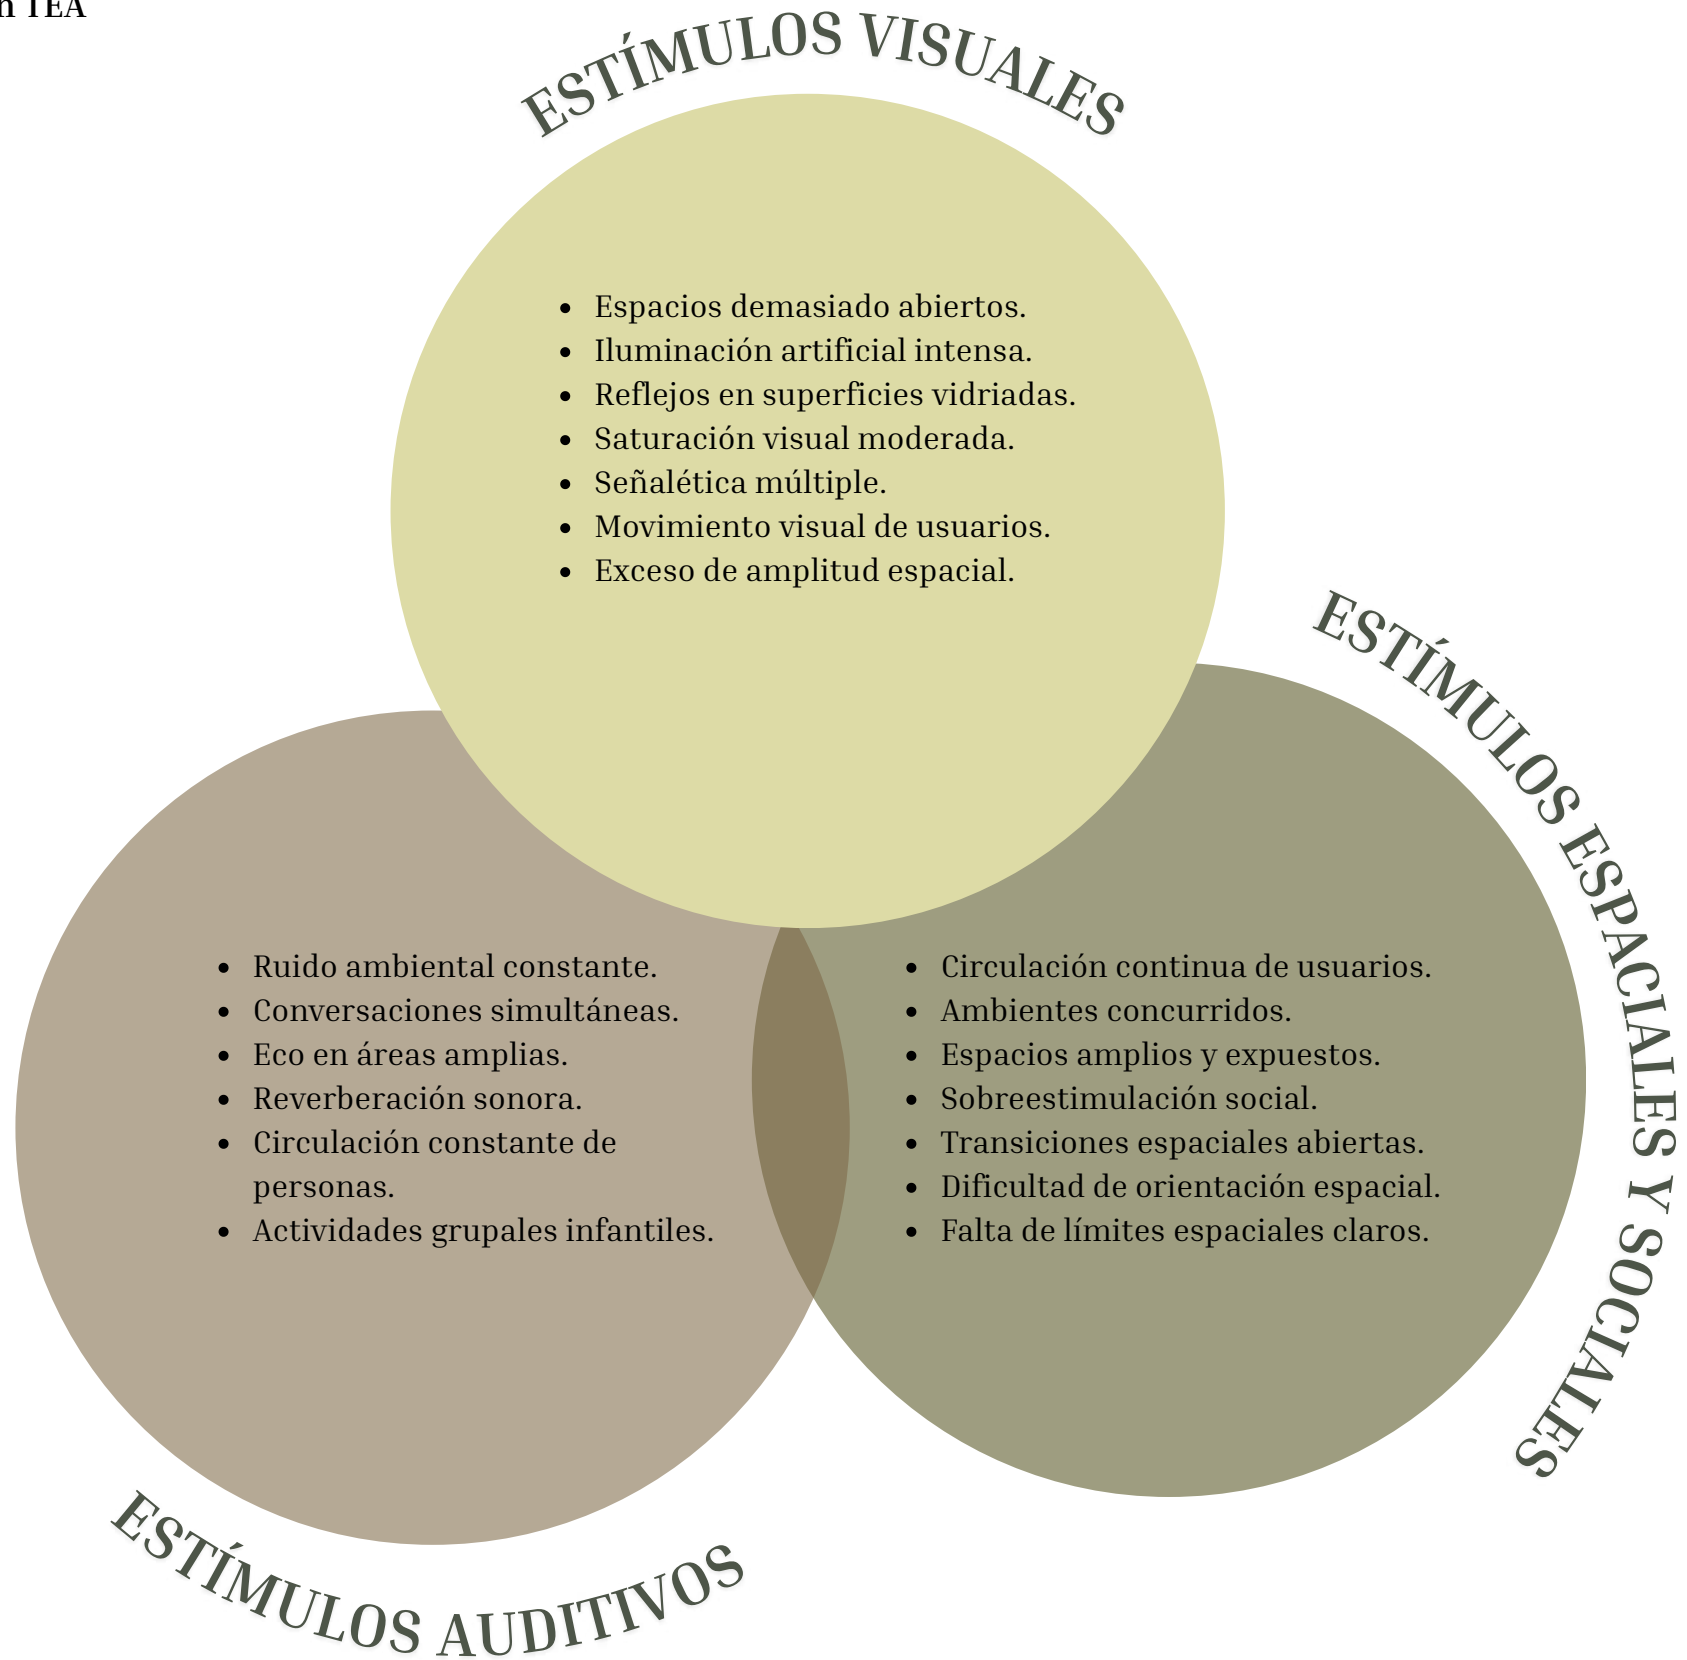 n TEA
ESTÍMULOS VISUALES
• Espacios demasiado abiertos.
• Iluminación artificial intensa.
• Reflejos en superficies vidriadas.
• Saturación visual moderada.
• Señalética múltiple.
• Movimiento visual de usuarios.
• Exceso de amplitud espacial.
ESTÍMULOS ESPACIALES Y SOCIALES
• Ruido ambiental constante.
• Conversaciones simultáneas.
• Eco en áreas amplias.
• Reverberación sonora.
• Circulación constante de
personas.
• Actividades grupales infantiles.
• Circulación continua de usuarios.
• Ambientes concurridos.
• Espacios amplios y expuestos.
• Sobreestimulación social.
• Transiciones espaciales abiertas.
• Dificultad de orientación espacial.
• Falta de límites espaciales claros.
ESTÍMULOS AUDITIVOS